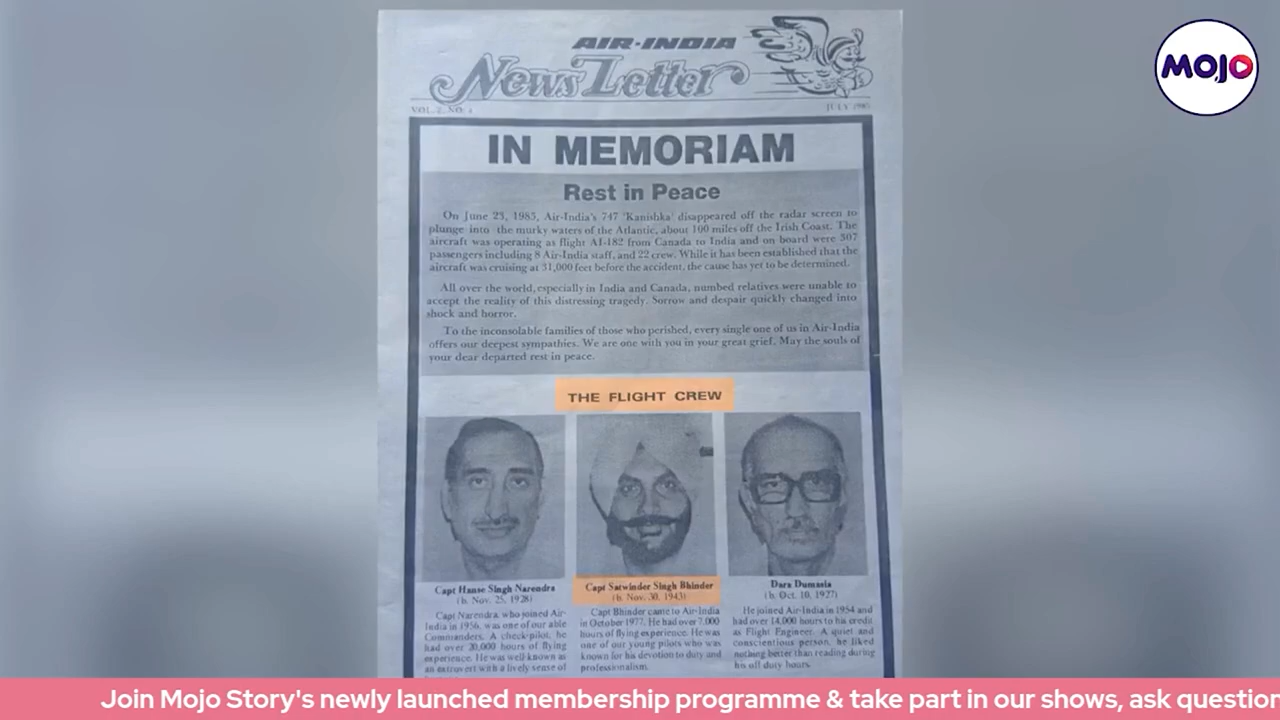 AIR-INDIA
News Letter
VOL. 2, NO. 4
JULY 1985
IN MEMORIAM
Rest in Peace
On June 23, 1985, Air-India's 747 'Kanishka' disappeared off the radar screen to
plunge into the murky waters of the Atlantic, about 100 miles off the Irish Coast. The
aircraft was operating as flight AI-182 from Canada to India and on board were 307
passengers including 8 Air-India staff, and 22 crew. While it has been established that the
aircraft was cruising at 31,000 feet before the accident, the cause has yet to be determined.
All over the world, especially in India and Canada, numbed relatives were unable to
accept the reality of this distressing tragedy. Sorrow and despair quickly changed into
shock and horror.
To the inconsolable families of those who perished, every single one of us in Air-India
offers our deepest sympathies. We are one with you in your great grief. May the souls of
your dear departed rest in peace.
THE FLIGHT CREW
Capt Hanse Singh Narendra
(b. Nov. 25, 1928)
Capt Narendra, who joined Air-
India in 1956, was one of our able
Commanders. A check-pilot, he
had over 20,000 hours of flying
experience. He was well-known as
an extrovert with a lively sense of
Capt Satwinder Singh Bhinder
(b. Nov. 30, 1943)
Capt Bhinder came to Air-India
in October 1977. He had over 7,000
hours of flying experience. He was
one of our young pilots who was
known for his devotion to duty and
professionalism.
Dara Dumasia
(b. Oct. 10, 1927)
He joined Air-India in 1954 and
had over 14,000 hours to his credit
as Flight Engineer. A quiet and
conscientious person, he liked
nothing better than reading during
his off duty hours.
MOJO
Join Mojo Story's newly launched membership programme & take part in our shows, ask question